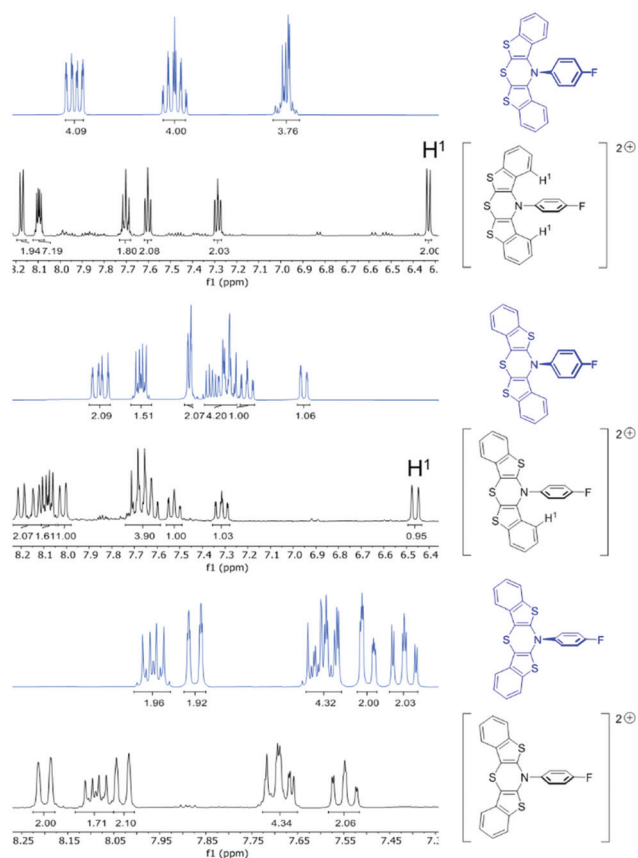 S
S
S
N
F
4.09
4.00
3.76
H¹
2⊕
H¹
S
S
S
N
F
H¹
1.94
7.19
1.80
2.08
2.03
2.00
3.2 8.1 8.0 7.9 7.8 7.7 7.6 7.5 7.4 7.3 7.2 7.1 7.0 6.9 6.8 6.7 6.6 6.5 6.4 6.3
f1 (ppm)
S
S
S
N
F
2.09
1.51
2.07
4.20
1.00
1.06
H¹
2⊕
S
S
S
N
F
H¹
2.07
1.61
1.00
3.90
1.00
1.03
0.95
8.2 8.1 8.0 7.9 7.8 7.7 7.6 7.5 7.4 7.3 7.2 7.1 7.0 6.9 6.8 6.7 6.6 6.5 6.4
f1 (ppm)
S
S
N
S
F
1.96
1.92
4.32
2.00
2.03
2⊕
S
S
N
S
F
2.00
1.71
2.10
4.34
2.06
8.25 8.15 8.05 7.95 7.85 7.75 7.65 7.55 7.45 7.3
f1 (ppm)